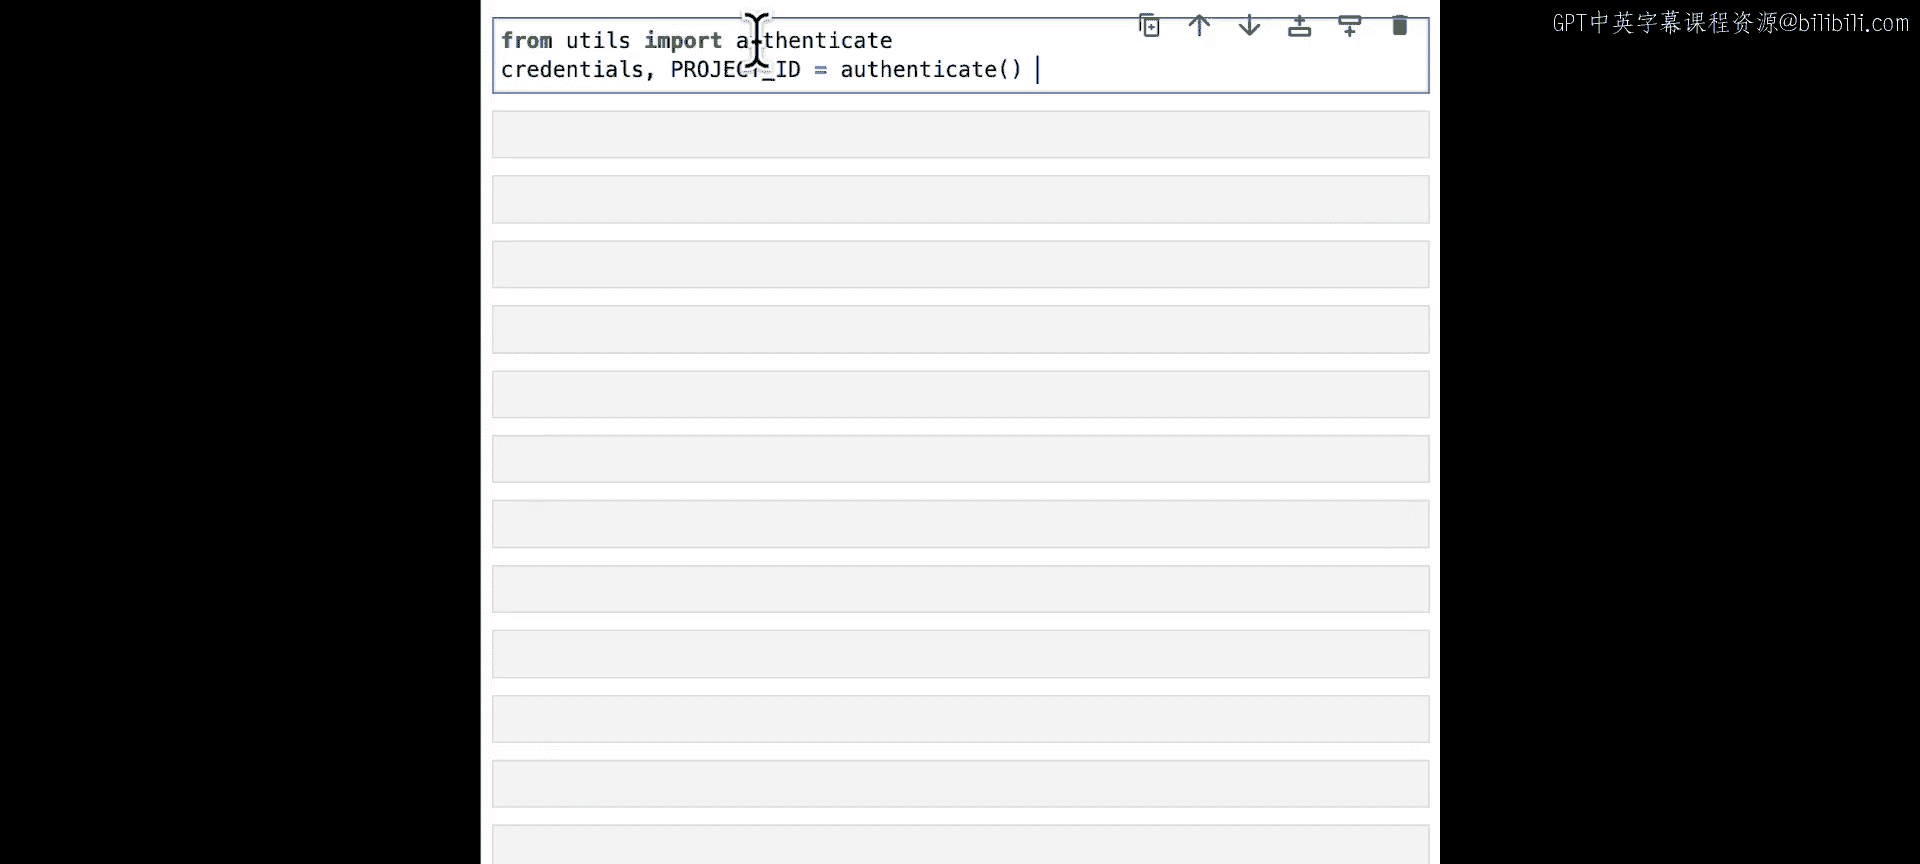 GPT中英字幕课程资源@bilibili.com
from utils import authenticate
credentials, PROJECT_ID = authenticate()